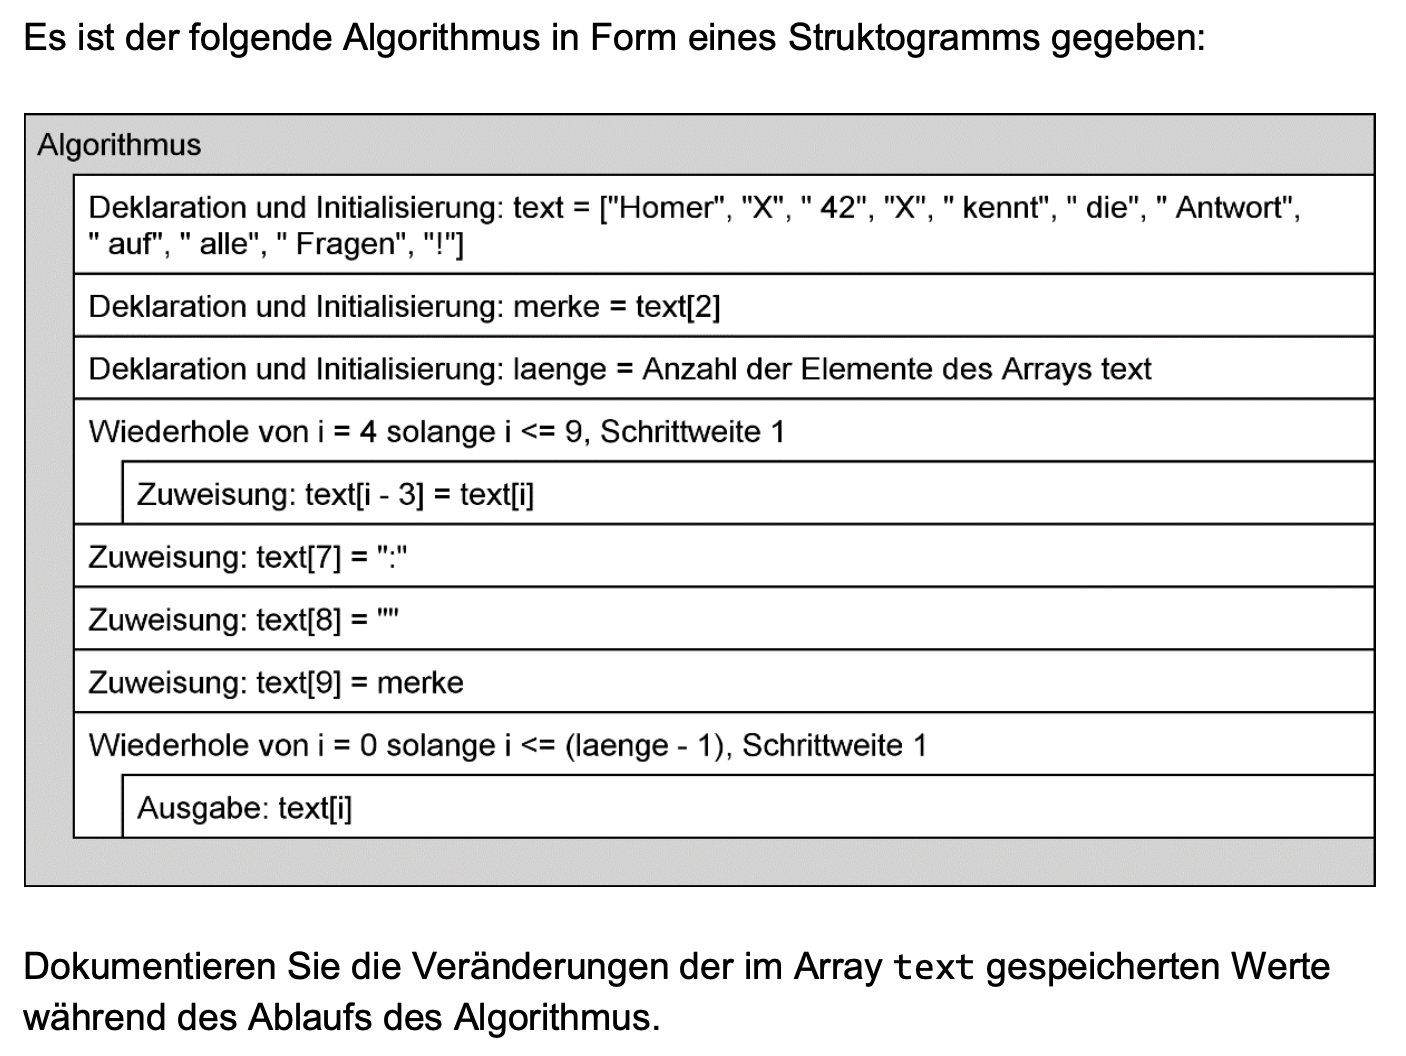 Es ist der folgende Algorithmus in Form eines Struktogramms gegeben:
Algorithmus
Deklaration und Initialisierung: text = ["Homer", "X", " 42", "X", " kennt", " die", " Antwort",
" auf", " alle", " Fragen", "!"]
Deklaration und Initialisierung: merke = text[2]
Deklaration und Initialisierung: laenge = Anzahl der Elemente des Arrays text
Wiederhole von i = 4 solange i <= 9, Schrittweite 1
Zuweisung: text[i - 3] = text[i]
Zuweisung: text[7] = ":"
Zuweisung: text[8] = ""
Zuweisung: text[9] = merke
Wiederhole von i = 0 solange i <= (laenge - 1), Schrittweite 1
Ausgabe: text[i]
Dokumentieren Sie die Veränderungen der im Array text gespeicherten Werte
während des Ablaufs des Algorithmus.